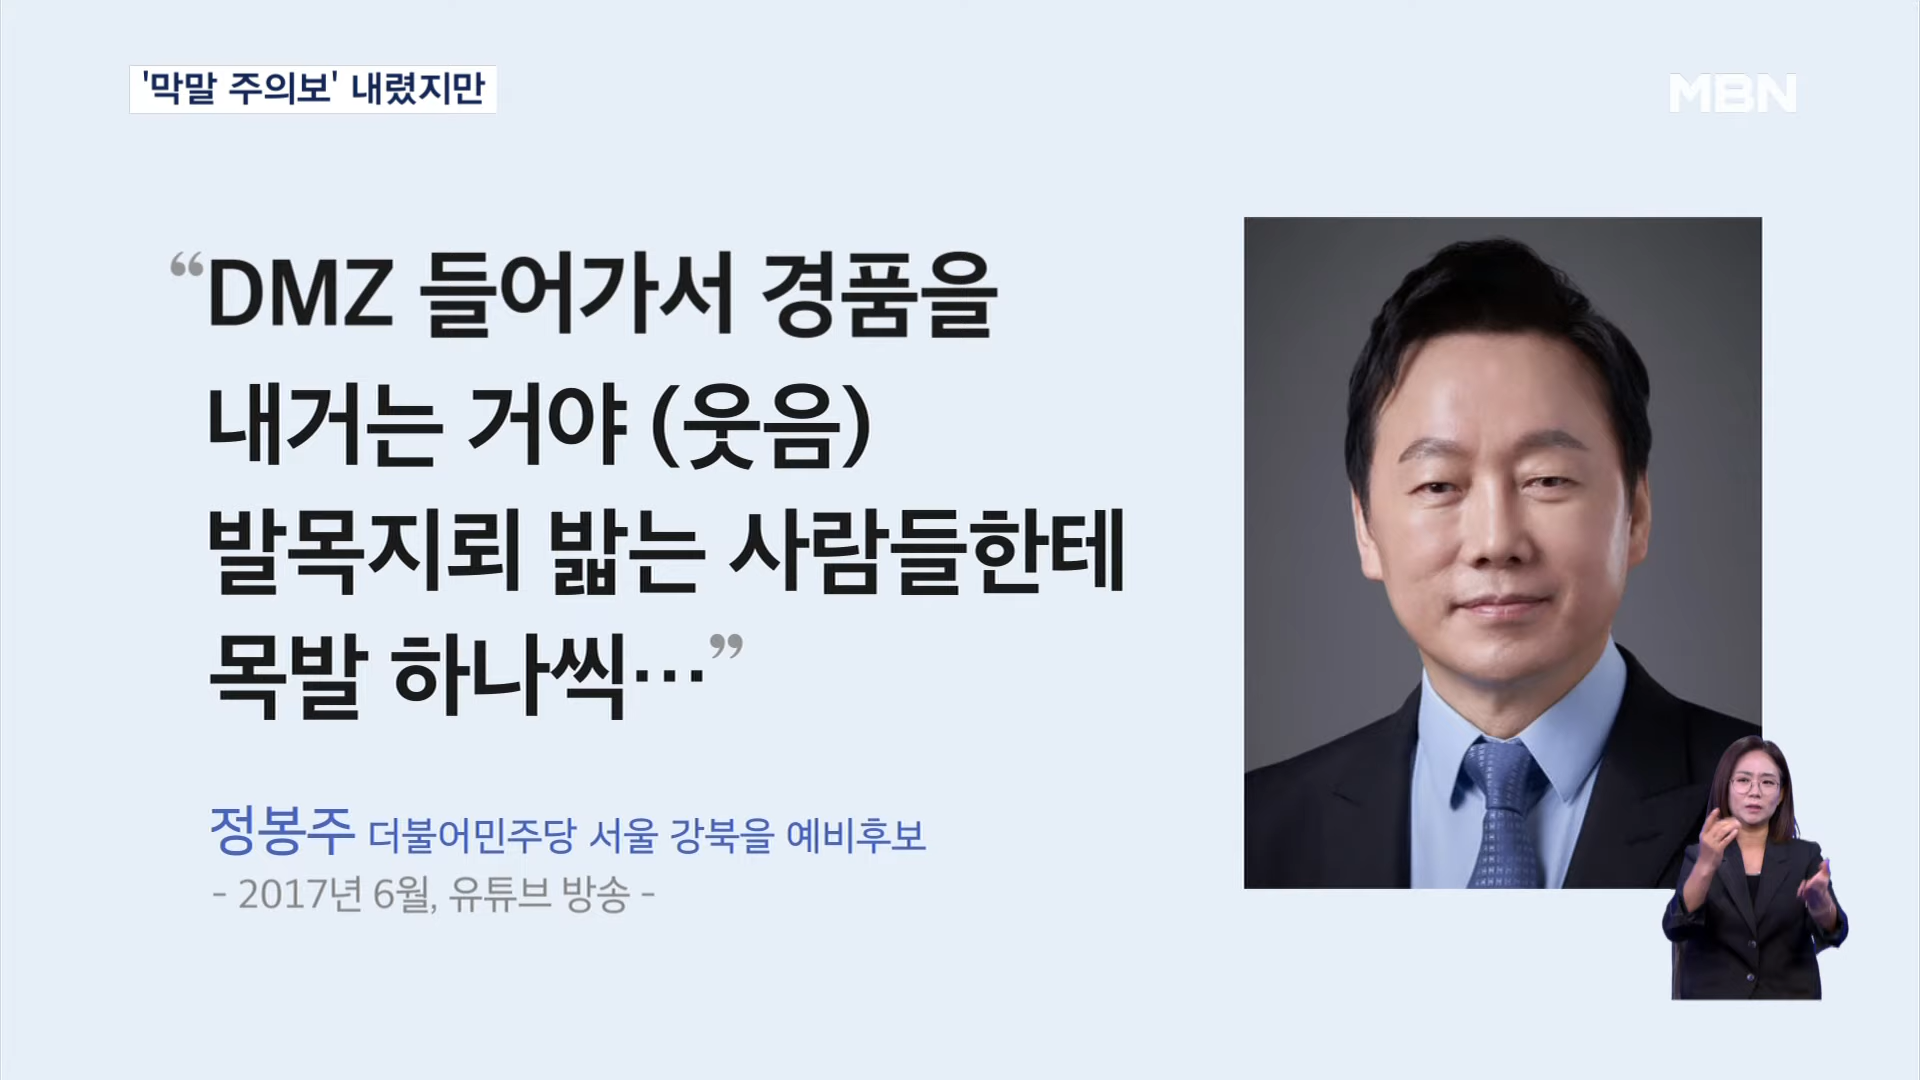 '막말 주의보' 내렸지만
MBN
“DMZ 들어가서 경품을
내거는 거야 (웃음)
발목지뢰 밟는 사람들한테
목발 하나씩…”
정봉주 더불어민주당 서울 강북을 예비후보
- 2017년 6월, 유튜브 방송 -